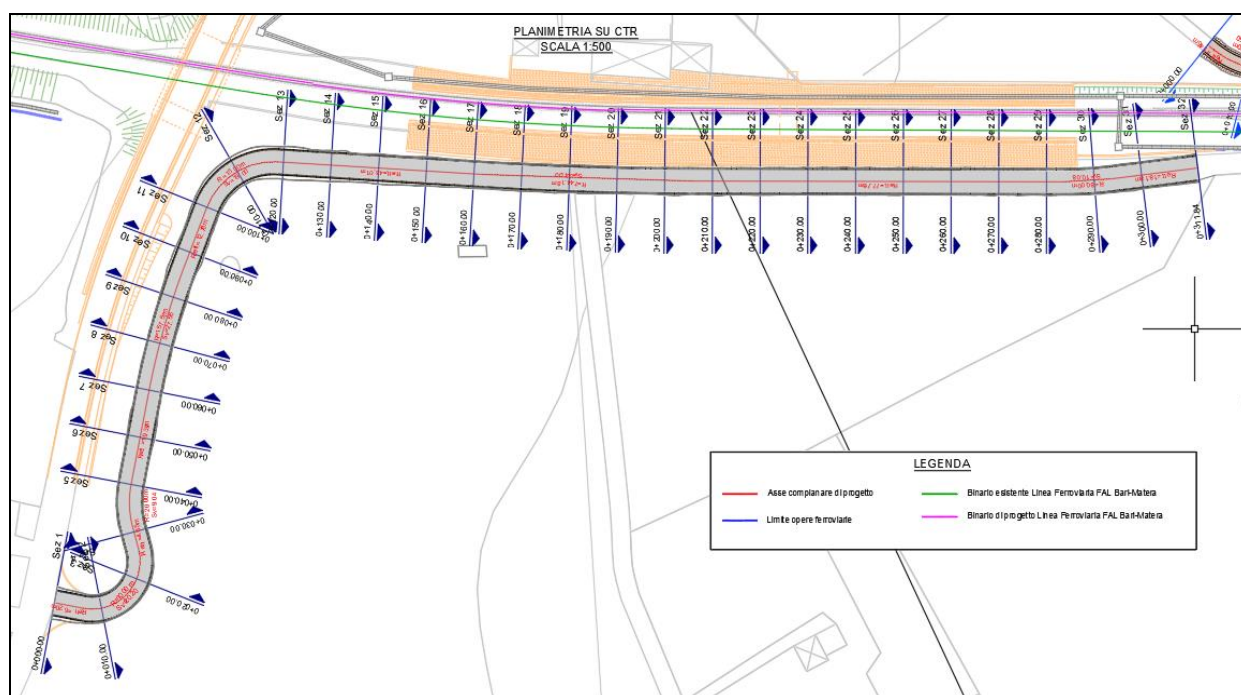 PLANIMETRIA SU CTR
SCALA 1:500
Sez 12
Sez 13
Sez 14
Sez 15
Sez 16
Sez 17
Sez 18
Sez 19
Sez 20
Sez 21
Sez 22
Sez 23
Sez 24
Sez 25
Sez 26
Sez 27
Sez 28
Sez 29
Sez 30
Sez 31
Sez 32
Sez 11
Sez 10
Sez 9
Sez 8
Sez 7
Sez 6
Sez 5
Sez 1
0+000.00
0+010.00
0+020.00
0+030.00
0+040.00
0+050.00
0+060.00
0+070.00
0+080.00
0+090.00
0+100.00
0+130.00
0+140.00
0+150.00
0+160.00
0+170.00
0+180.00
0+190.00
0+200.00
0+210.00
0+220.00
0+230.00
0+240.00
0+250.00
0+260.00
0+270.00
0+280.00
0+290.00
0+300.00
0+311.84
LEGENDA
Asse complanare di progetto
Binario esistente Linea Ferroviaria FAL Bari-Matera
Limite opere ferroviarie
Binario di progetto Linea Ferroviaria FAL Bari-Matera